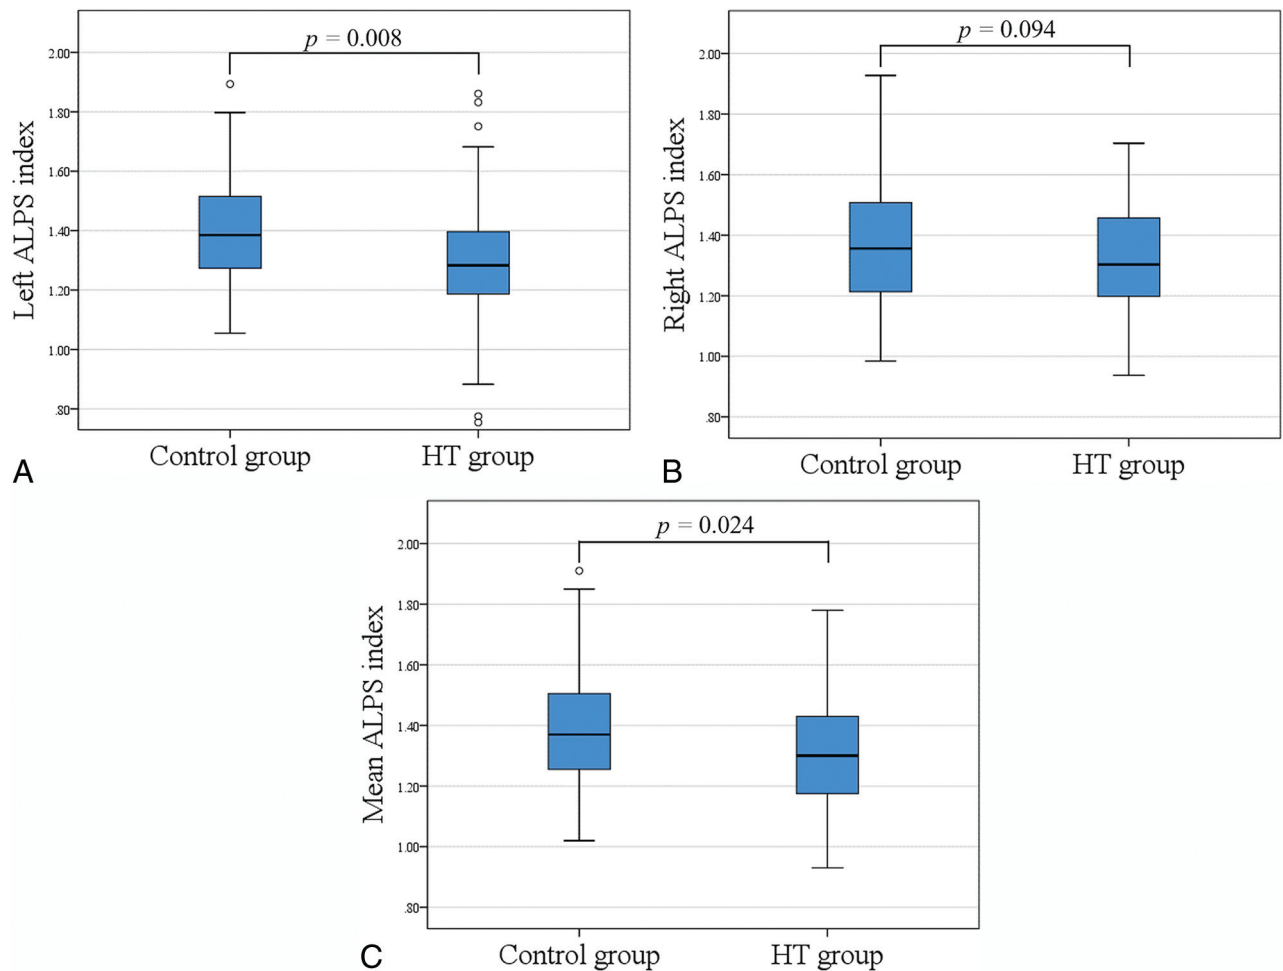 p = 0.008
2.00
1.80
1.60
1.40
1.20
1.00
.80
Left ALPS index
Control group
HT group
A
p = 0.094
2.00
1.80
1.60
1.40
1.20
1.00
.80
Right ALPS index
Control group
HT group
B
p = 0.024
2.00
1.80
1.60
1.40
1.20
1.00
.80
Mean ALPS index
Control group
HT group
C